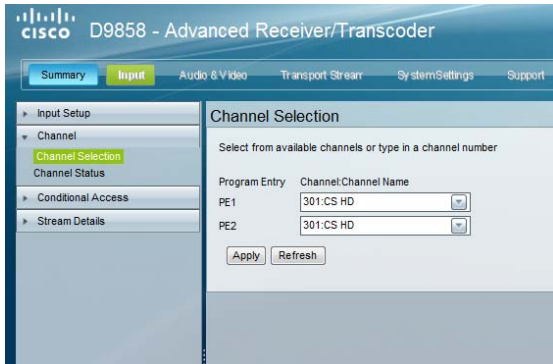 CISCO D9858 - Advanced Receiver/Transcoder
Summary Input Audio & Video Transport Stream System Settings Support
Input Setup
Channel
Channel Selection
Channel Status
Conditional Access
Stream Details
Channel Selection
Select from available channels or type in a channel number
Program Entry Channel:Channel Name
PE1 301:CS HD
PE2 301:CS HD
Apply Refresh